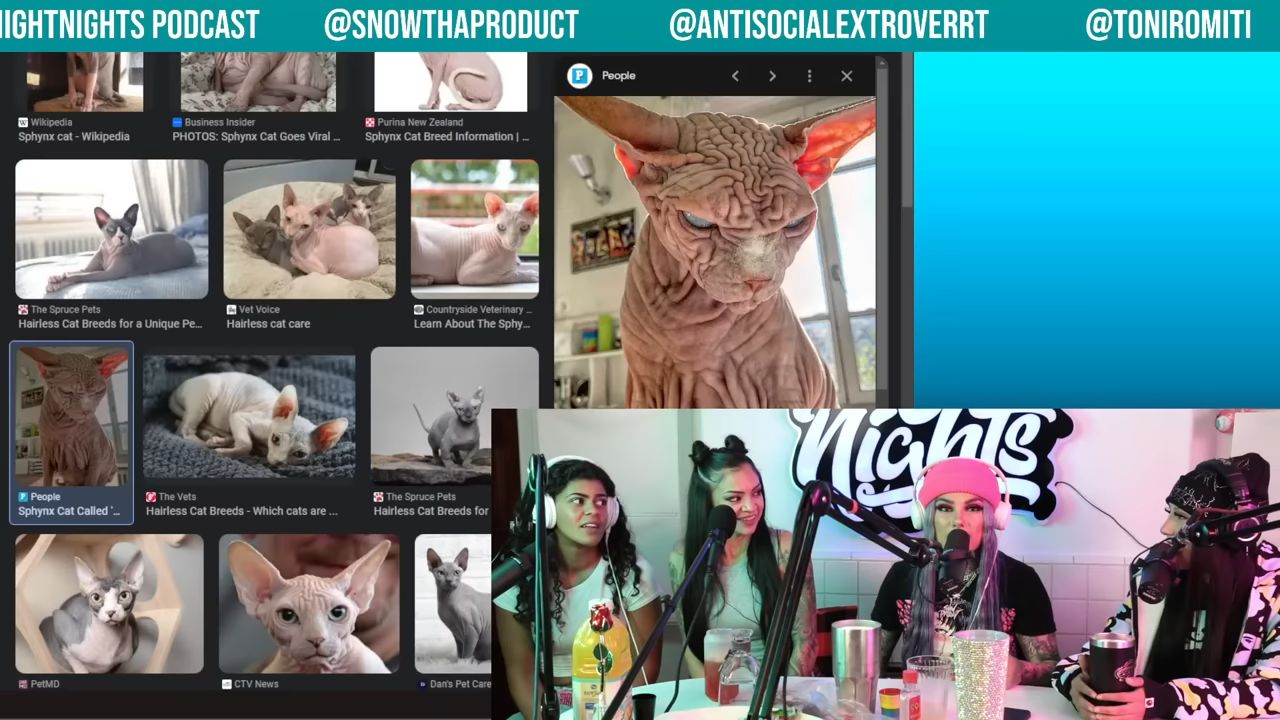 IGHTNIGHTS PODCAST @SNOWTHAPRODUCT @ANTISOCIALEXTROVERRT @TONIROMITI
P People
Wikipedia
Sphynx cat - Wikipedia
Business Insider
PHOTOS: Sphynx Cat Goes Viral ...
Purina New Zealand
Sphynx Cat Breed Information | ...
The Spruce Pets
Hairless Cat Breeds for a Unique Pe...
Vet Voice
Hairless cat care
Countryside Veterinary ...
Learn About The Sphy...
People
Sphynx Cat Called '...
The Vets
Hairless Cat Breeds - Which cats are ...
The Spruce Pets
Hairless Cat Breeds for
PetMD
CTV News
Dan's Pet Care
Nights